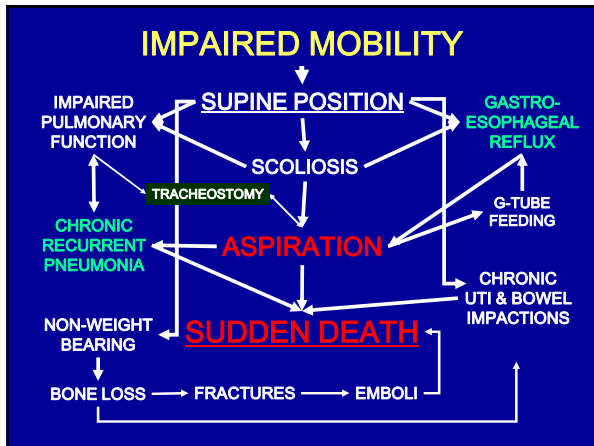 IMPAIRED MOBILITY
IMPAIRED
PULMONARY
FUNCTION
SUPINE POSITION
GASTRO-
ESOPHAGEAL
REFLUX
SCOLIOSIS
TRACHEOSTOMY
G-TUBE
FEEDING
CHRONIC
RECURRENT
PNEUMONIA
ASPIRATION
CHRONIC
UTI & BOWEL
IMPACTIONS
NON-WEIGHT
BEARING
SUDDEN DEATH
BONE LOSS
FRACTURES
EMBOLI